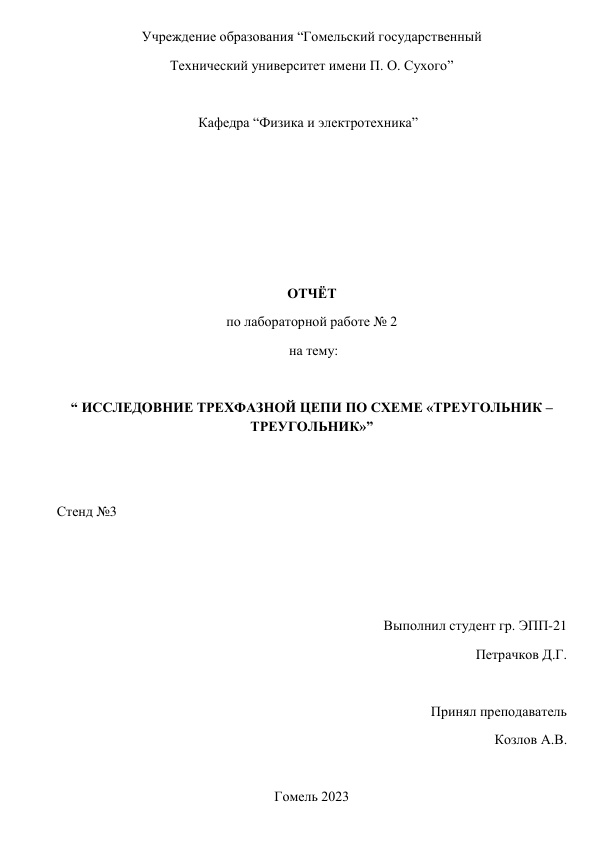 Учреждение образования “Гомельский государственный
Технический университет имени П. О. Сухого”
Кафедра “Физика и электротехника”
ОТЧЁТ
по лабораторной работе № 2
на тему:
“ ИССЛЕДОВНИЕ ТРЕХФАЗНОЙ ЦЕПИ ПО СХЕМЕ «ТРЕУГОЛЬНИК –
ТРЕУГОЛЬНИК»”
Стенд №3
Выполнил студент гр. ЭПП-21
Петрачков Д.Г.
Принял преподаватель
Козлов А.В.
Гомель 2023